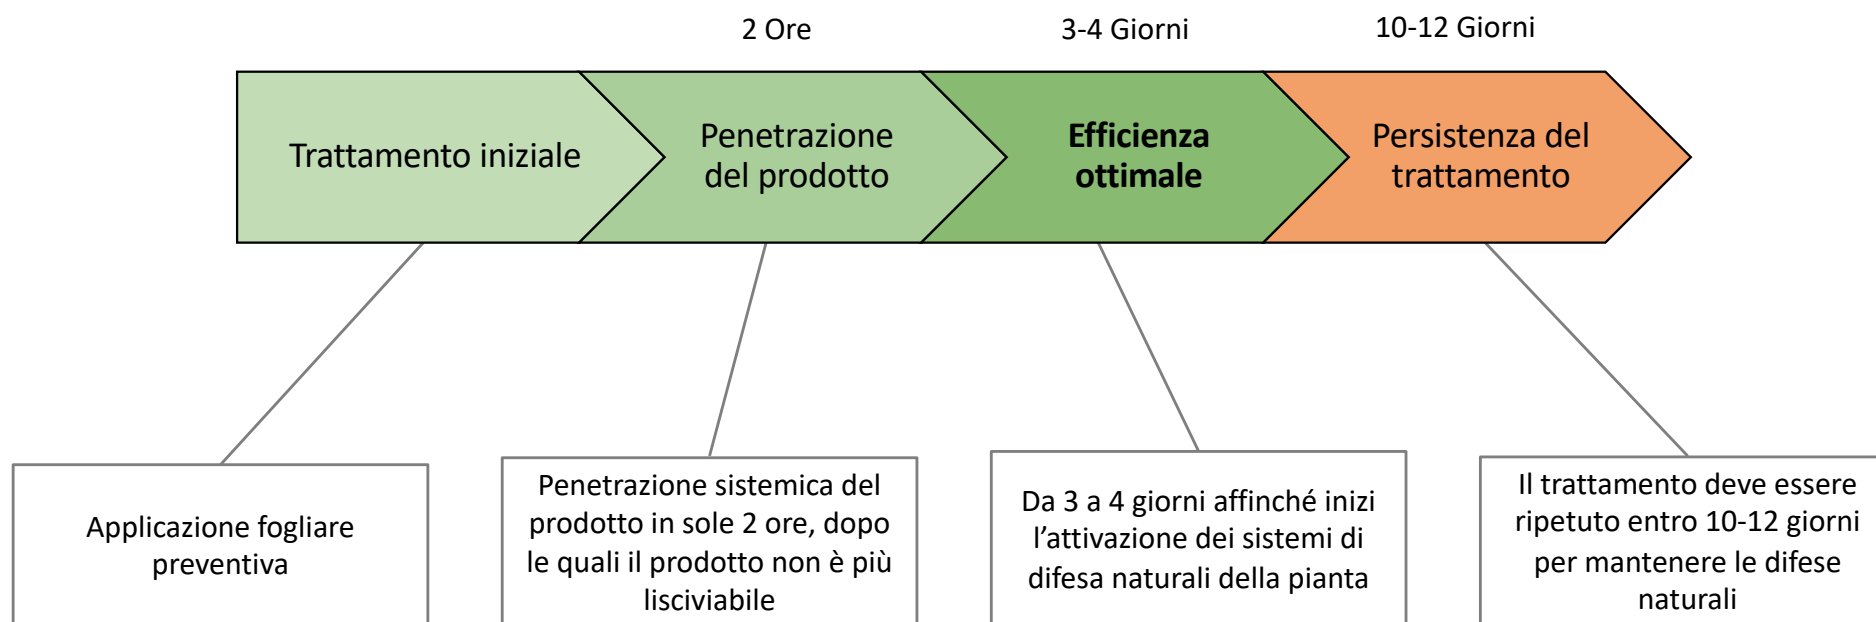 2 Ore
3-4 Giorni
10-12 Giorni
Trattamento iniziale
Penetrazione
del prodotto
Efficienza
ottimale
Persistenza del
trattamento
Applicazione fogliare
preventiva
Penetrazione sistemica del
prodotto in sole 2 ore, dopo
le quali il prodotto non è più
lisciviabile
Da 3 a 4 giorni affinché inizi
l’attivazione dei sistemi di
difesa naturali della pianta
Il trattamento deve essere
ripetuto entro 10-12 giorni
per mantenere le difese
naturali